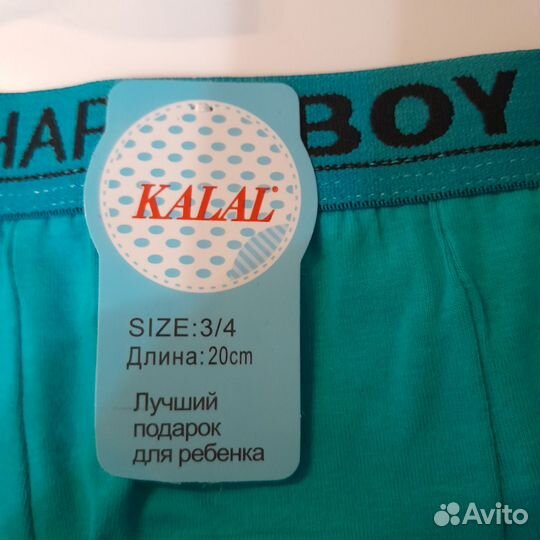 HAP BOY
KALAL®
SIZE:3/4
Длина:20cm
Лучший
подарок
для ребенка
Avito